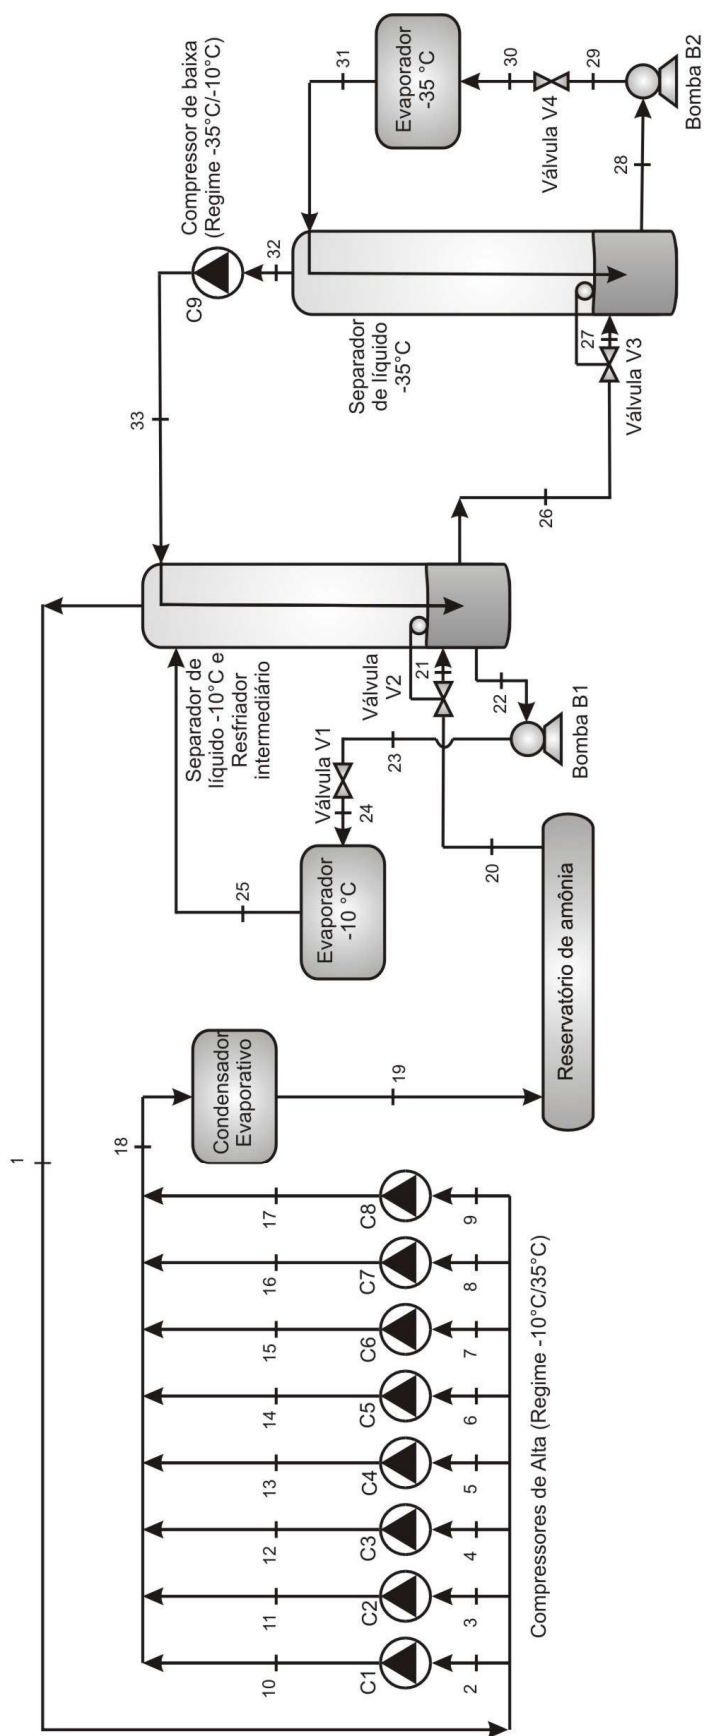 1
Compressores de Alta (Regime -10°C/35°C)
C1
C2
C3
C4
C5
C6
C7
C8
2
3
4
5
6
7
8
9
10
11
12
13
14
15
16
17
18
Condensador
Evaporativo
19
Reservatório de amônia
20
Evaporador
-10 °C
25
24
Válvula V1
23
Separador de
líquido -10°C e
Resfriador
intermediário
Válvula
V2
21
22
Bomba B1
33
26
C9
Compressor de baixa
(Regime -35°C/-10°C)
32
Separador
de líquido
-35°C
27
Válvula V3
31
Evaporador
-35 °C
30
Válvula V4
29
28
Bomba B2